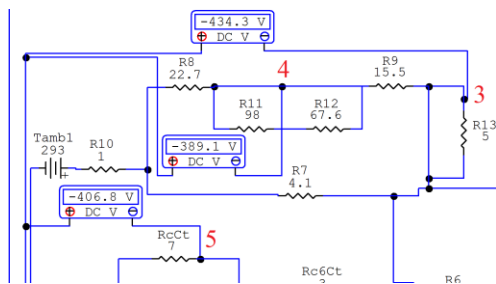 -434.3 V
DC V
R8
22.7
4
R9
15.5
3
R11
98
R12
67.6
R13
5
Tamb1
293
R10
1
-389.1 V
DC V
R7
4.1
-406.8 V
DC V
RcCt
7
5
Rc6Ct
R6